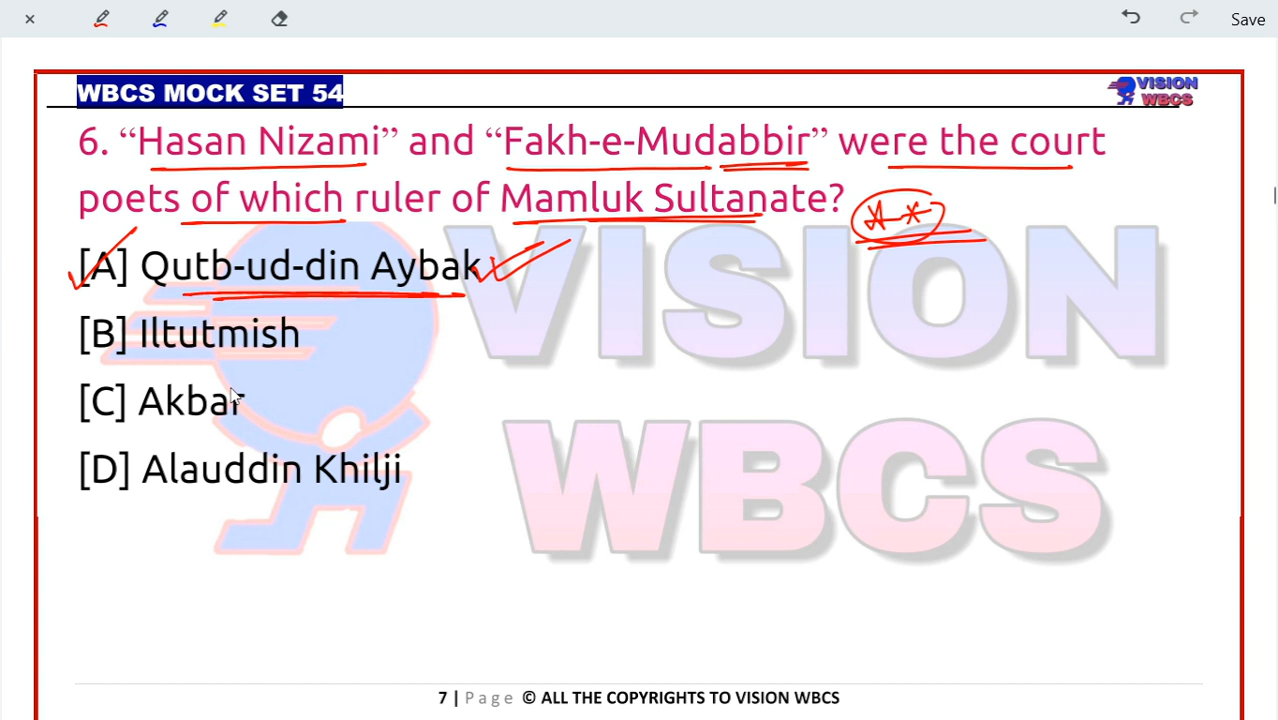 Save
WBCS MOCK SET 54
VISION
WBCS
6. “Hasan Nizami” and “Fakh-e-Mudabbir” were the court
poets of which ruler of Mamluk Sultanate?
[A] Qutb-ud-din Aybak
[B] Iltutmish
[C] Akbar
[D] Alauddin Khilji
VISION
WBCS
7 | Page © ALL THE COPYRIGHTS TO VISION WBCS